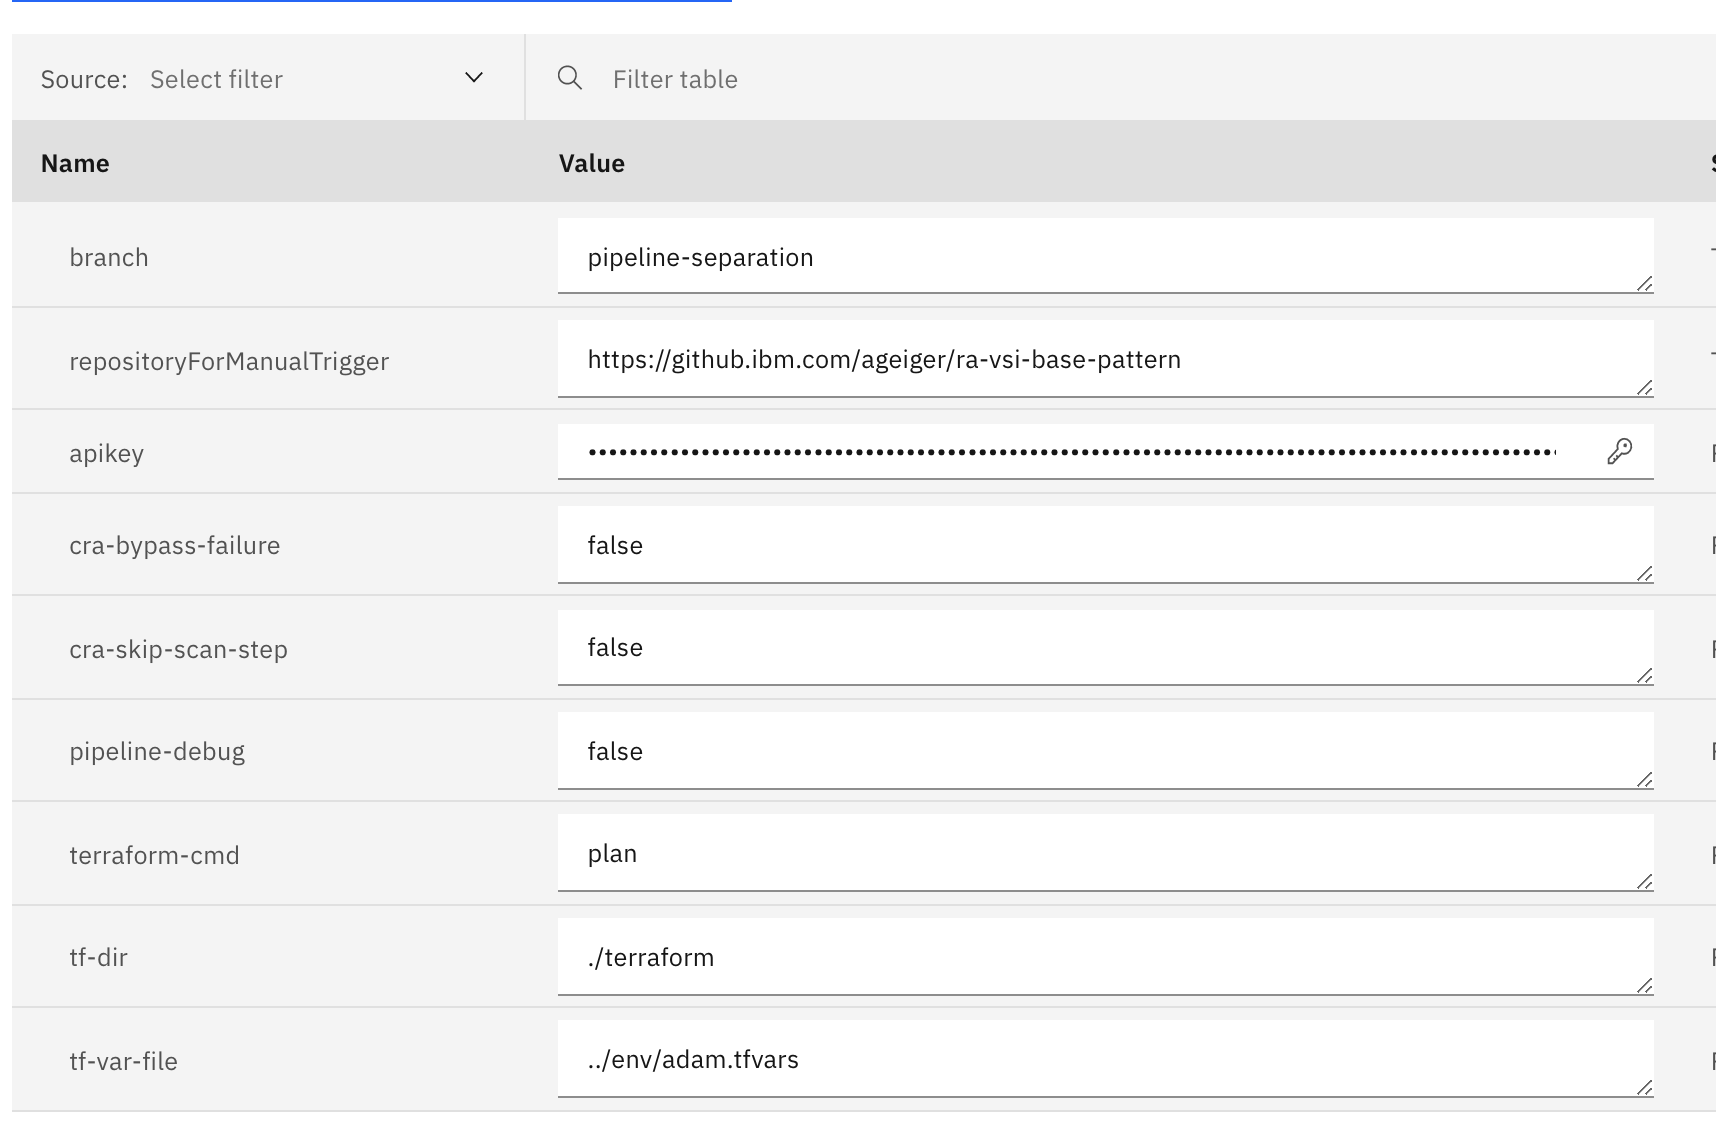 Source: Select filter Filter table
Name Value
branch pipeline-separation
repositoryForManualTrigger https://github.ibm.com/ageiger/ra-vsi-base-pattern
apikey
cra-bypass-failure false
cra-skip-scan-step false
pipeline-debug false
terraform-cmd plan
tf-dir ./terraform
tf-var-file ../env/adam.tfvars